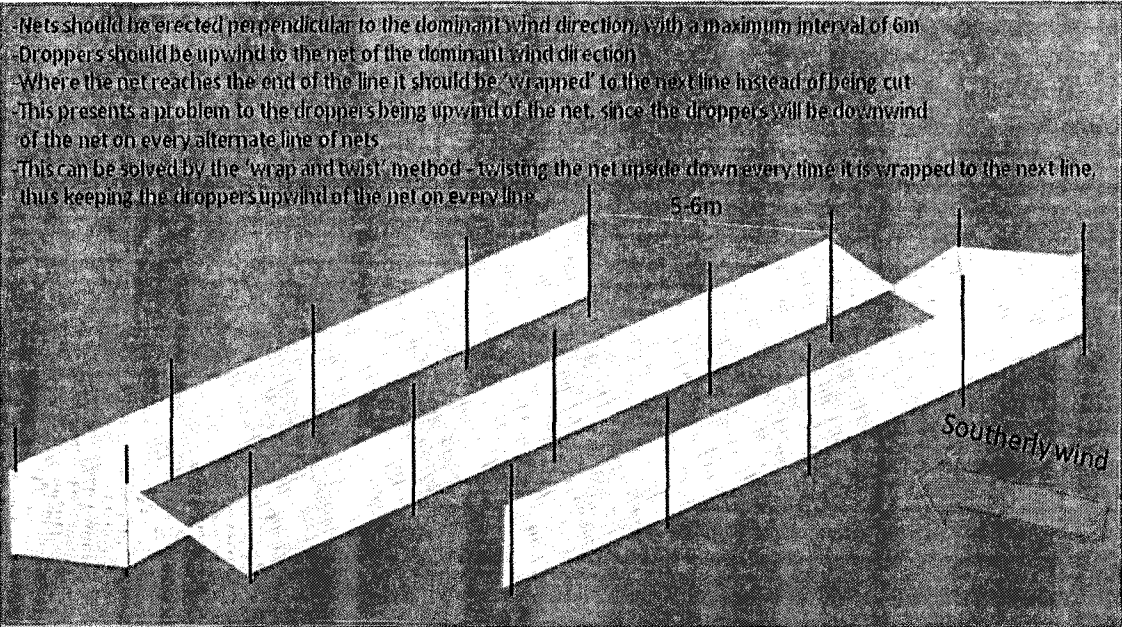 -Nets should be erected perpendicular to the dominant wind direction, with a maximum interval of 6m
-Droppers should be upwind to the net of the dominant wind direction
-Where the net reaches the end of the line it should be 'wrapped' to the next line instead of being cut
-This presents a problem to the droppers being upwind of the net, since the droppers will be downwind
of the net on every alternate line of nets
-This can be solved by the 'wrap and twist' method - twisting the net upside down every time it is wrapped to the next line,
thus keeping the droppers upwind of the net on every line
5-6m
Southerly wind